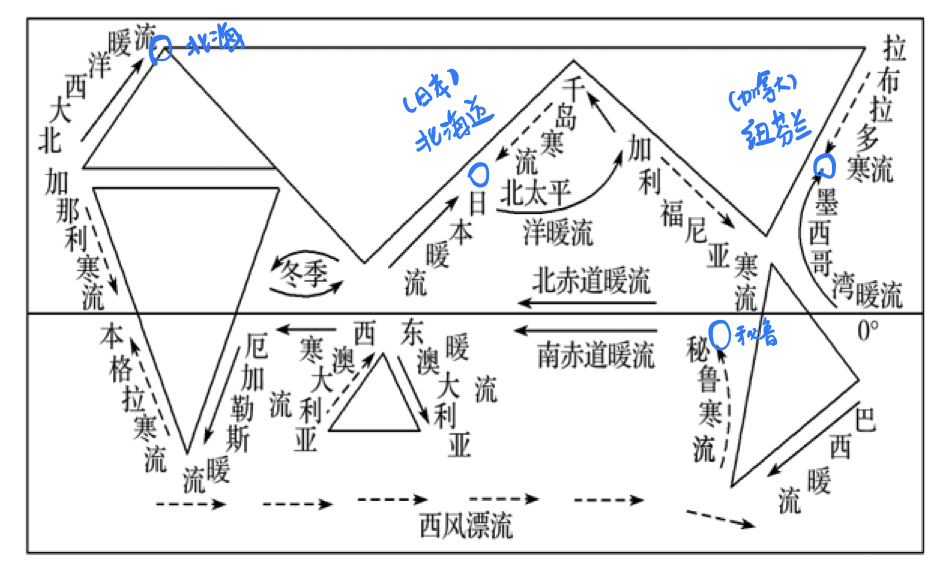 北大西洋暖流
北海
(日本)
北海道
(加拿大)
纽芬兰
拉布拉多寒流
千岛寒流
加利福尼亚寒流
北太平
洋暖流
日本暖流
墨西哥湾暖流
加那利寒流
冬季
北赤道暖流
0°
南赤道暖流
秘鲁
秘鲁寒流
本格拉寒流
厄加勒斯暖流
西澳大利亚寒流
东澳大利亚暖流
巴西暖流
西风漂流